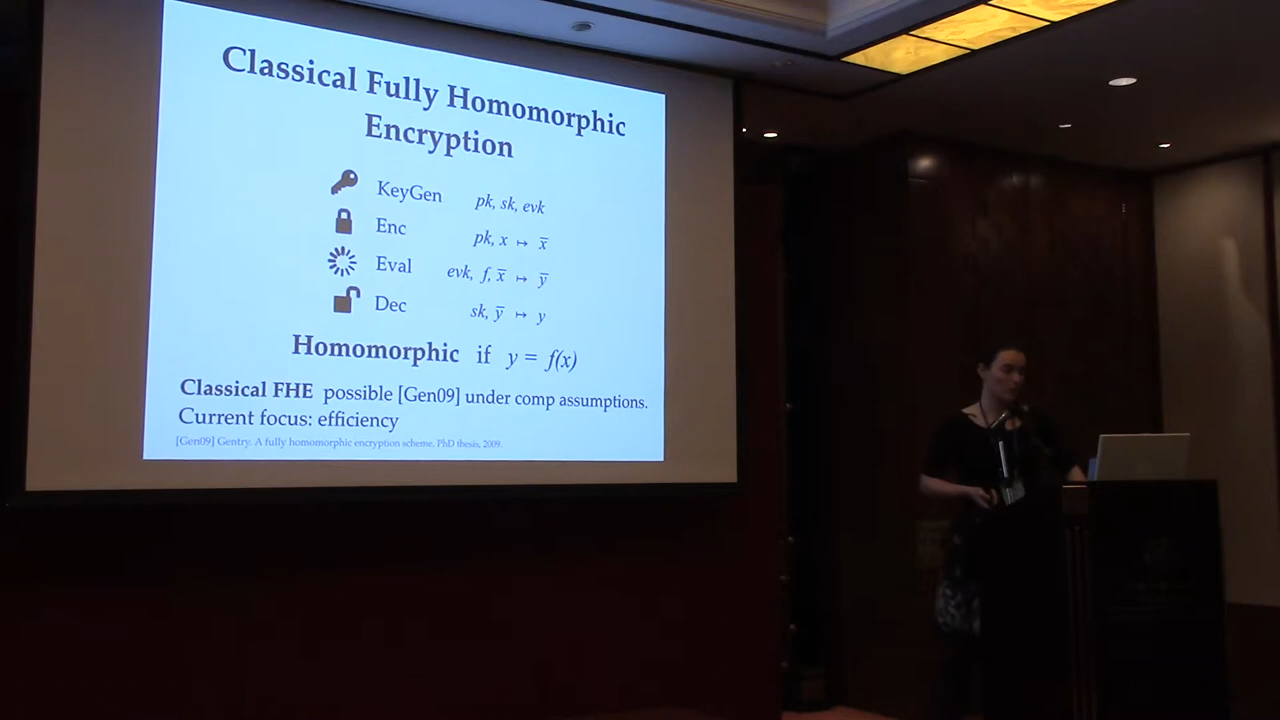 Classical Fully Homomorphic
Encryption
KeyGen pk, sk, evk
Enc pk, x ↦ x̅
Eval evk, f, x̅ ↦ y̅
Dec sk, y̅ ↦ y
Homomorphic if y = f(x)
Classical FHE possible [Gen09] under comp assumptions.
Current focus: efficiency
[Gen09] Gentry. A fully homomorphic encryption scheme. PhD thesis, 2009.